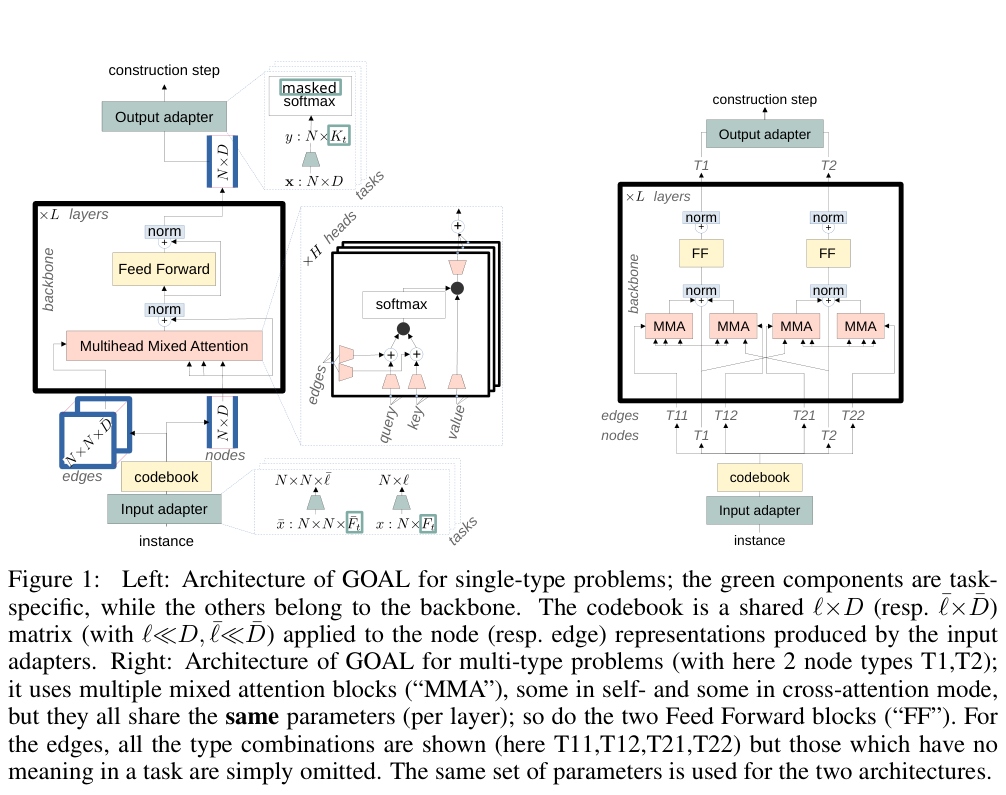 construction step
Output adapter
N×D
masked
softmax
y : N×K_t
x : N×D
tasks
×L layers
backbone
norm
+
Feed Forward
norm
+
Multihead Mixed Attention
×H heads
+
softmax
+ +
edges
query
key
value
N×N×D̄
edges
N×D
nodes
codebook
Input adapter
instance
N×N×ℓ̄
N×ℓ
x̄ : N×N×F̄_t
x : N×F_t
tasks
construction step
Output adapter
T1 T2
×L layers
backbone
norm norm
+ +
FF FF
norm norm
+ +
MMA MMA MMA MMA
edges T11 T12 T21 T22
nodes T1 T2
codebook
Input adapter
instance
Figure 1: Left: Architecture of GOAL for single-type problems; the green components are task-
specific, while the others belong to the backbone. The codebook is a shared ℓ×D (resp. ℓ̄×D̄)
matrix (with ℓ≪D, ℓ̄≪D̄) applied to the node (resp. edge) representations produced by the input
adapters. Right: Architecture of GOAL for multi-type problems (with here 2 node types T1,T2);
it uses multiple mixed attention blocks (“MMA”), some in self- and some in cross-attention mode,
but they all share the same parameters (per layer); so do the two Feed Forward blocks (“FF”). For
the edges, all the type combinations are shown (here T11,T12,T21,T22) but those which have no
meaning in a task are simply omitted. The same set of parameters is used for the two architectures.